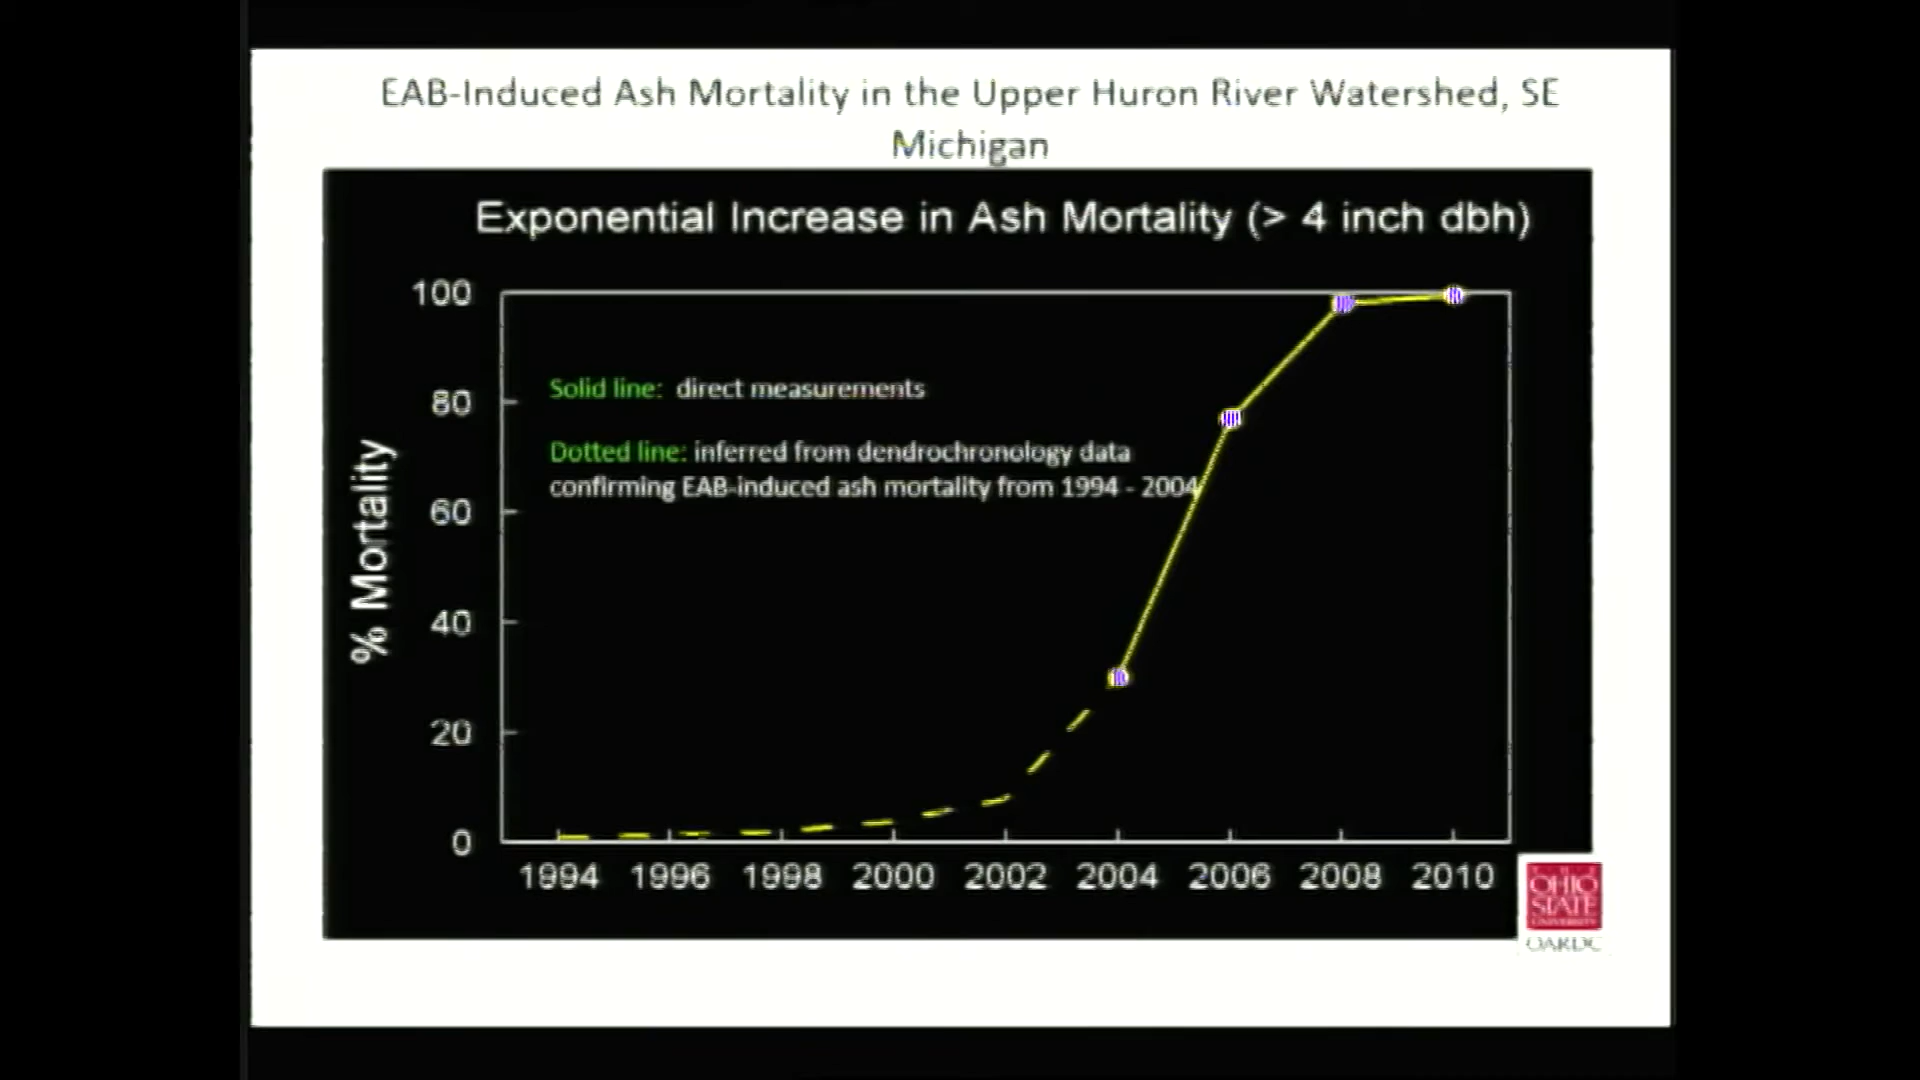 EAB-Induced Ash Mortality in the Upper Huron River Watershed, SE
Michigan
Exponential Increase in Ash Mortality (> 4 inch dbh)
100
80
60
40
20
0
% Mortality
Solid line: direct measurements
Dotted line: inferred from dendrochronology data
confirming EAB-induced ash mortality from 1994 - 2004
1994 1996 1998 2000 2002 2004 2006 2008 2010
THE
OHIO
STATE
UNIVERSITY
OARDC